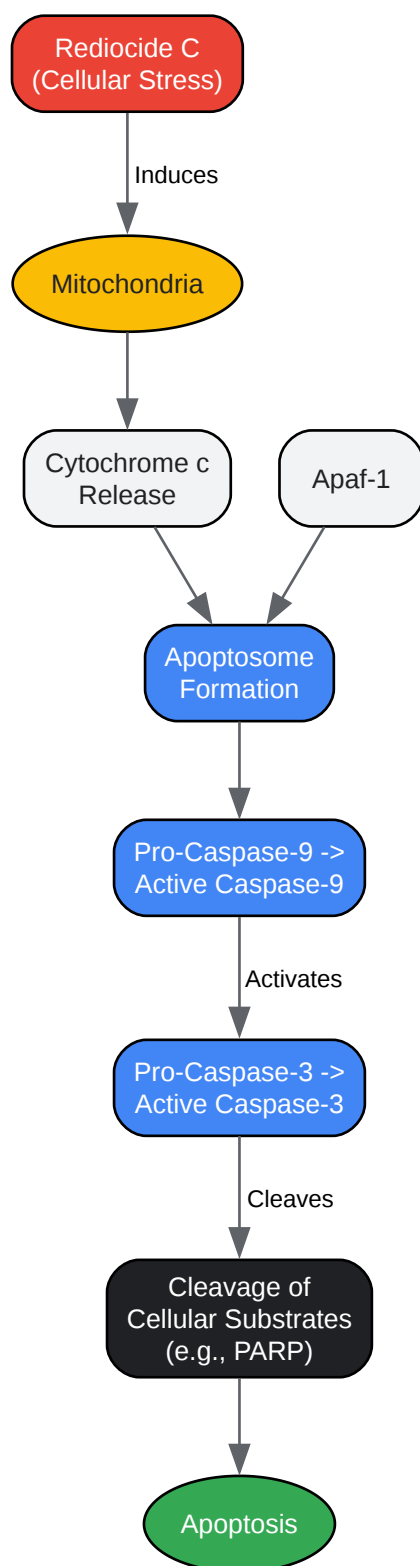 Rediocide C
(Cellular Stress)
Induces
Mitochondria
Cytochrome c
Release
Apaf-1
Apoptosome
Formation
Pro-Caspase-9 ->
Active Caspase-9
Activates
Pro-Caspase-3 ->
Active Caspase-3
Cleaves
Cleavage of
Cellular Substrates
(e.g., PARP)
Apoptosis